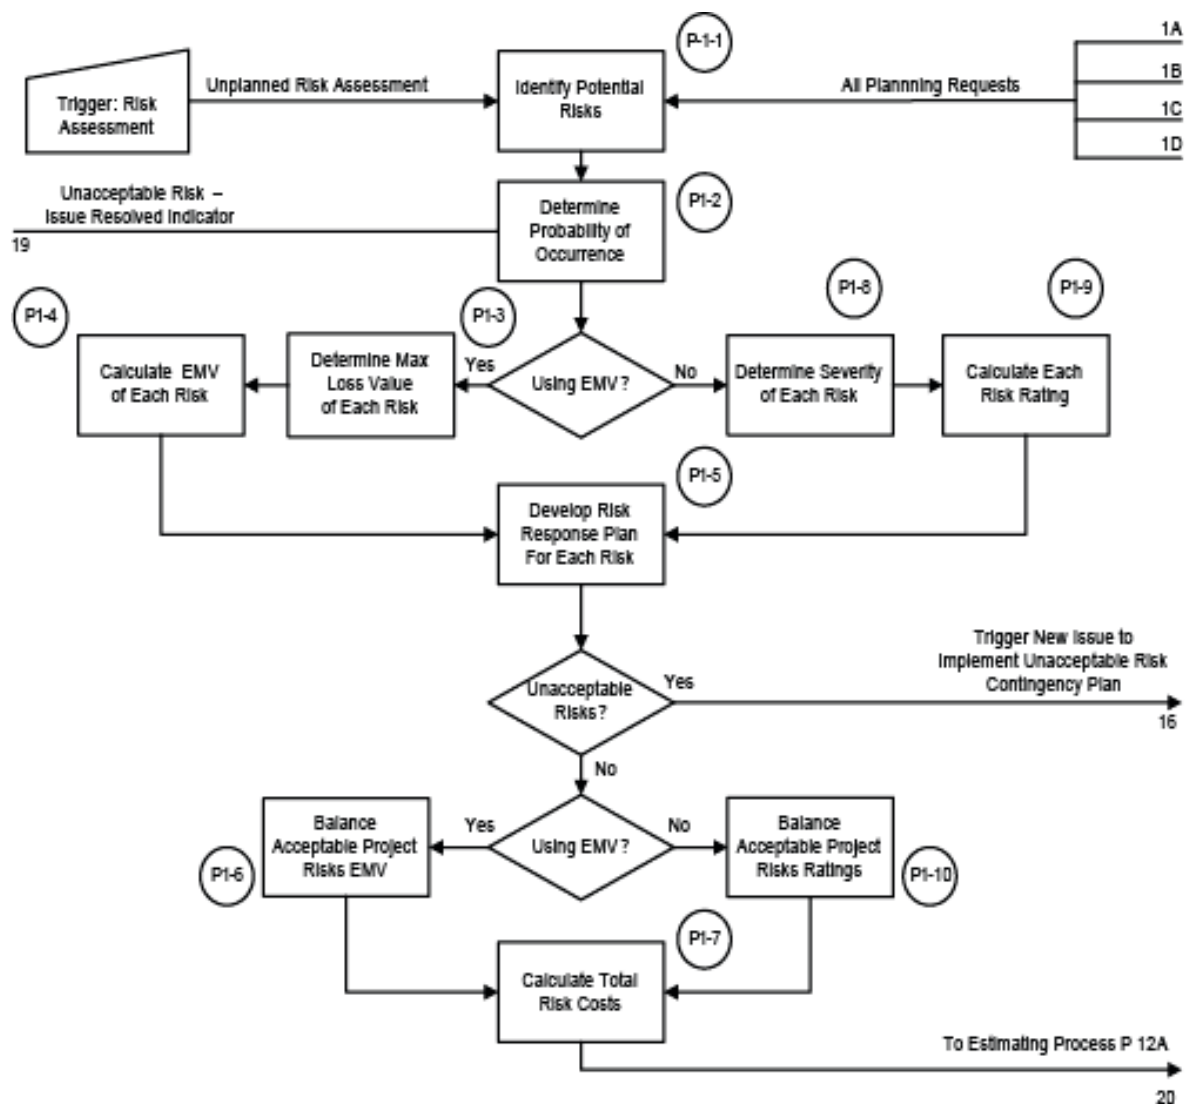 P-1-1
1A
Unplanned Risk Assessment
Identify Potential
Risks
All Plannning Requests
1B
Trigger: Risk
Assessment
1C
1D
Unacceptable Risk –
Issue Resolved Indicator
19
Determine
Probability of
Occurrence
P1-2
P1-4
P1-3
P1-8
P1-9
Calculate EMV
of Each Risk
Determine Max
Loss Value
of Each Risk
Yes
Using EMV?
No
Determine Severity
of Each Risk
Calculate Each
Risk Rating
P1-5
Develop Risk
Response Plan
For Each Risk
Unacceptable
Risks?
Yes
Trigger New Issue to
Implement Unacceptable Risk
Contingency Plan
16
No
Balance
Acceptable Project
Risks EMV
P1-6
Yes
Using EMV?
No
Balance
Acceptable Project
Risks Ratings
P1-10
P1-7
Calculate Total
Risk Costs
To Estimating Process P 12A
20